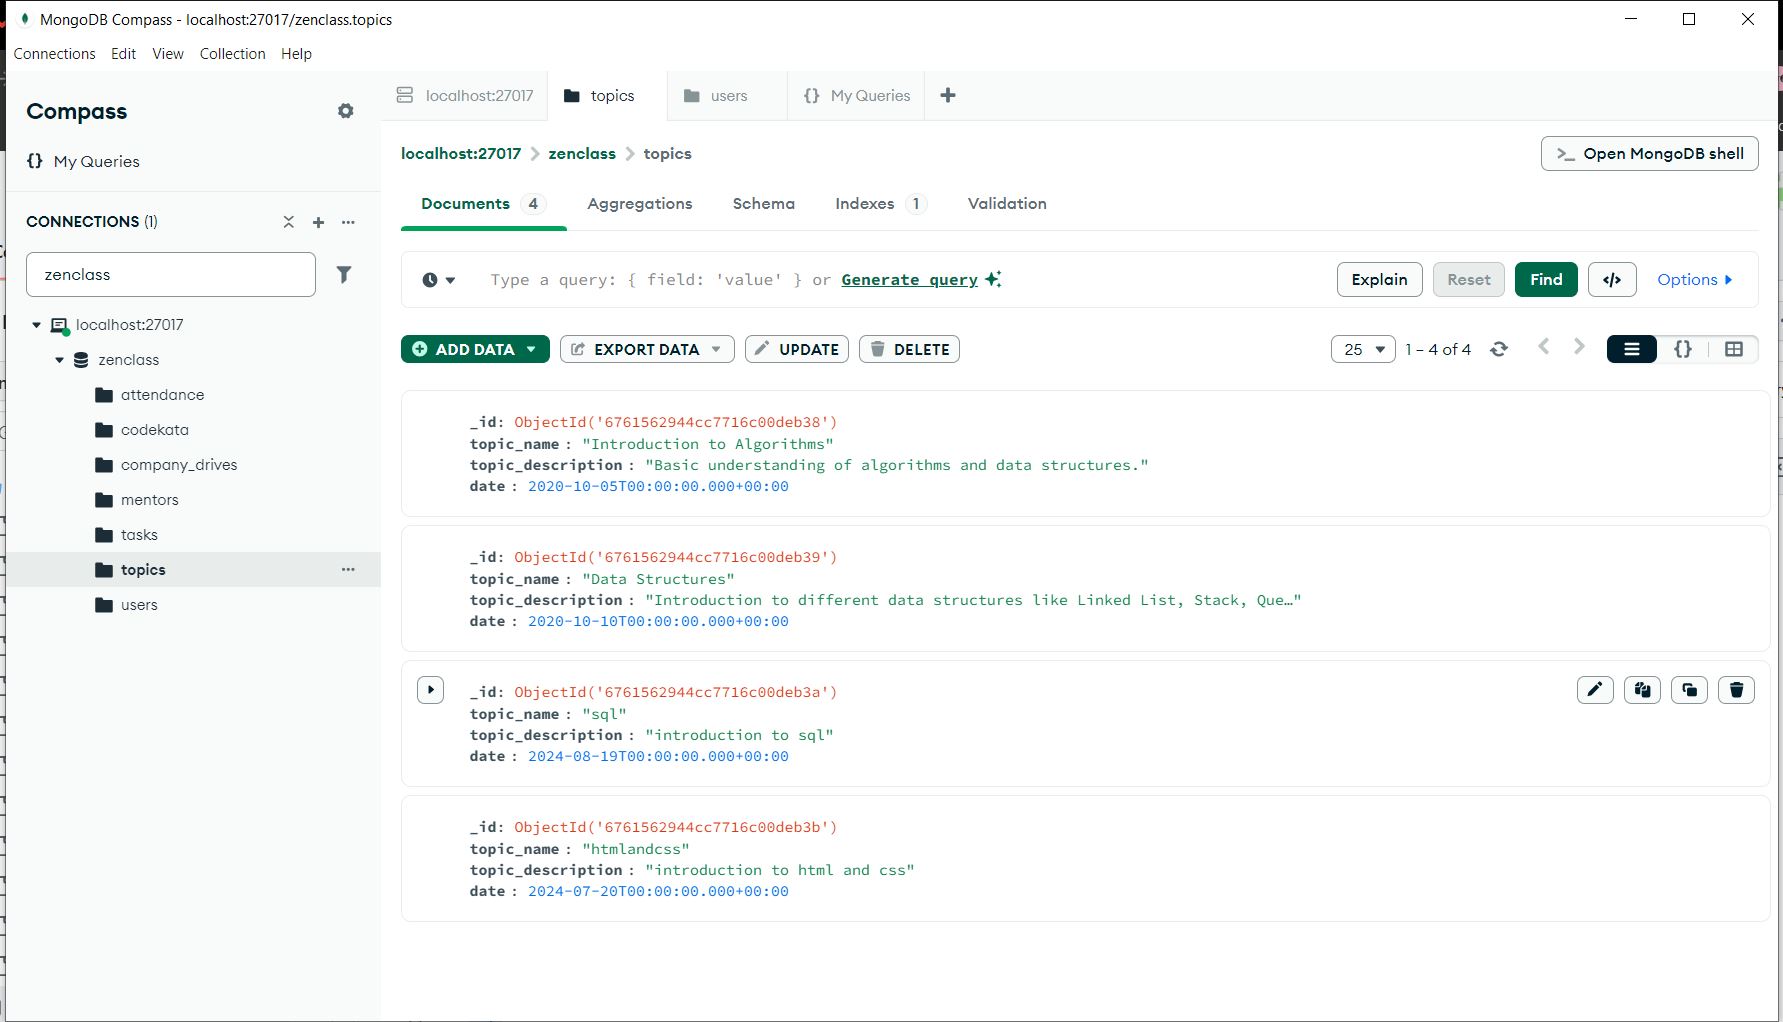 MongoDB Compass - localhost:27017/zenclass.topics
Connections Edit View Collection Help
Compass
{} My Queries
CONNECTIONS (1)
zenclass
localhost:27017
zenclass
attendance
codekata
company_drives
mentors
tasks
topics
users
localhost:27017 topics users {} My Queries
localhost:27017 > zenclass > topics
>_ Open MongoDB shell
Documents 4 Aggregations Schema Indexes 1 Validation
Type a query: { field: 'value' } or Generate query
Explain Reset Find </> Options
ADD DATA EXPORT DATA UPDATE DELETE
25 1 – 4 of 4 {}
_id: ObjectId('6761562944cc7716c00deb38')
topic_name : "Introduction to Algorithms"
topic_description : "Basic understanding of algorithms and data structures."
date : 2020-10-05T00:00:00.000+00:00
_id: ObjectId('6761562944cc7716c00deb39')
topic_name : "Data Structures"
topic_description : "Introduction to different data structures like Linked List, Stack, Que…"
date : 2020-10-10T00:00:00.000+00:00
_id: ObjectId('6761562944cc7716c00deb3a')
topic_name : "sql"
topic_description : "introduction to sql"
date : 2024-08-19T00:00:00.000+00:00
_id: ObjectId('6761562944cc7716c00deb3b')
topic_name : "htmlandcss"
topic_description : "introduction to html and css"
date : 2024-07-20T00:00:00.000+00:00